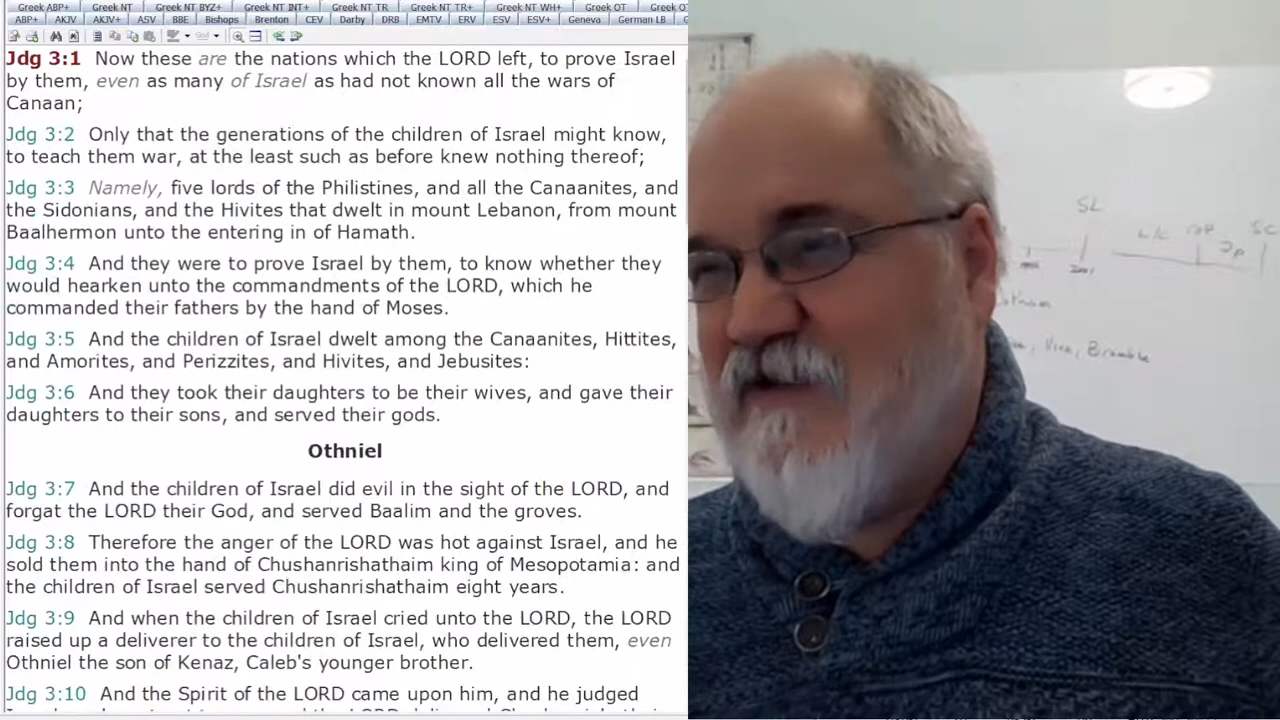 Greek ABP+ Greek NT Greek NT BYZ+ Greek NT INT+ Greek NT TR Greek NT TR+ Greek NT WH+ Greek OT Greek O
ABP+ AKJV AKJV+ ASV BBE Bishops Brenton CEV Darby DRB EMTV ERV ESV ESV+ Geneva German LB G
Jdg 3:1 Now these are the nations which the LORD left, to prove Israel
by them, even as many of Israel as had not known all the wars of
Canaan;
Jdg 3:2 Only that the generations of the children of Israel might know,
to teach them war, at the least such as before knew nothing thereof;
Jdg 3:3 Namely, five lords of the Philistines, and all the Canaanites, and
the Sidonians, and the Hivites that dwelt in mount Lebanon, from mount
Baalhermon unto the entering in of Hamath.
Jdg 3:4 And they were to prove Israel by them, to know whether they
would hearken unto the commandments of the LORD, which he
commanded their fathers by the hand of Moses.
Jdg 3:5 And the children of Israel dwelt among the Canaanites, Hittites,
and Amorites, and Perizzites, and Hivites, and Jebusites:
Jdg 3:6 And they took their daughters to be their wives, and gave their
daughters to their sons, and served their gods.
Othniel
Jdg 3:7 And the children of Israel did evil in the sight of the LORD, and
forgat the LORD their God, and served Baalim and the groves.
Jdg 3:8 Therefore the anger of the LORD was hot against Israel, and he
sold them into the hand of Chushanrishathaim king of Mesopotamia: and
the children of Israel served Chushanrishathaim eight years.
Jdg 3:9 And when the children of Israel cried unto the LORD, the LORD
raised up a deliverer to the children of Israel, who delivered them, even
Othniel the son of Kenaz, Caleb's younger brother.
Jdg 3:10 And the Spirit of the LORD came upon him, and he judged
SL
SC
2p
Vine, Bramble